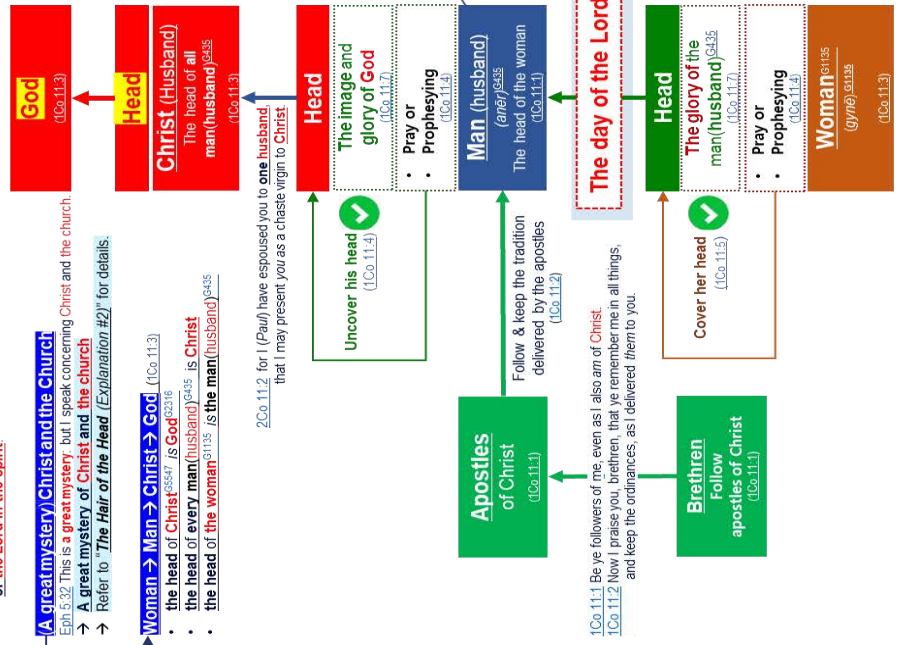 of the Lord in the Spirit.
(A great mystery) Christ and the Church
Eph 5:32 This is a great mystery: but I speak concerning Christ and the church.
→ A great mystery of Christ and the church
→ Refer to "The Hair of the Head (Explanation #2)" for details.
Woman → Man → Christ → God (1Co 11:3)
• the head of ChristG5547 is GodG2316
• the head of every man(husband)G435 is Christ
• the head of the womanG1135 is the man(husband)G435
God
(1Co 11:3)
Head
Christ (Husband)
The head of all
man(husband)G435
(1Co 11:3)
2Co 11:2 for I (Paul) have espoused you to one husband,
that I may present you as a chaste virgin to Christ
Head
The image and
glory of God
(1Co 11:7)
• Pray or
• Prophesying
(1Co 11:4)
Uncover his head
(1Co 11:4)
Man (husband)
(anēr)G435
The head of the woman
(1Co 11:1)
Apostles
of Christ
(1Co 11:1)
Follow & keep the tradition
delivered by the apostles
(1Co 11:2)
The day of the Lord
1Co 11:1 Be ye followers of me, even as I also am of Christ.
1Co 11:2 Now I praise you, brethren, that ye remember me in all things,
and keep the ordinances, as I delivered them to you.
Brethren
Follow
apostles of Christ
(1Co 11:1)
Head
The glory of the
man(husband)G435
(1Co 11:7)
• Pray or
• Prophesying
(1Co 11:4)
Cover her head
(1Co 11:5)
WomanG1135
(gynē)G1135
(1Co 11:3)